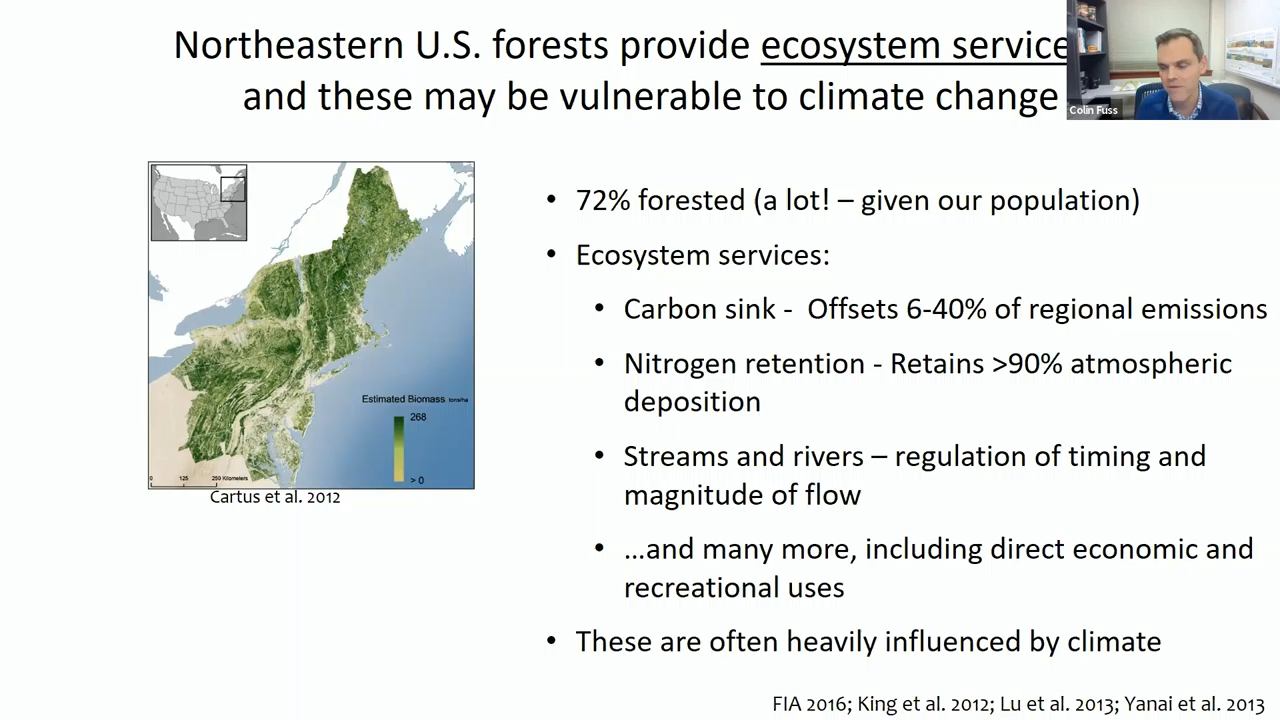 Northeastern U.S. forests provide ecosystem service
and these may be vulnerable to climate change
Colin Fuss
• 72% forested (a lot! – given our population)
• Ecosystem services:
• Carbon sink - Offsets 6-40% of regional emissions
• Nitrogen retention - Retains >90% atmospheric
deposition
• Streams and rivers – regulation of timing and
magnitude of flow
• …and many more, including direct economic and
recreational uses
• These are often heavily influenced by climate
Estimated Biomass tons/ha
268
> 0
0 125 250 Kilometers
Cartus et al. 2012
FIA 2016; King et al. 2012; Lu et al. 2013; Yanai et al. 2013